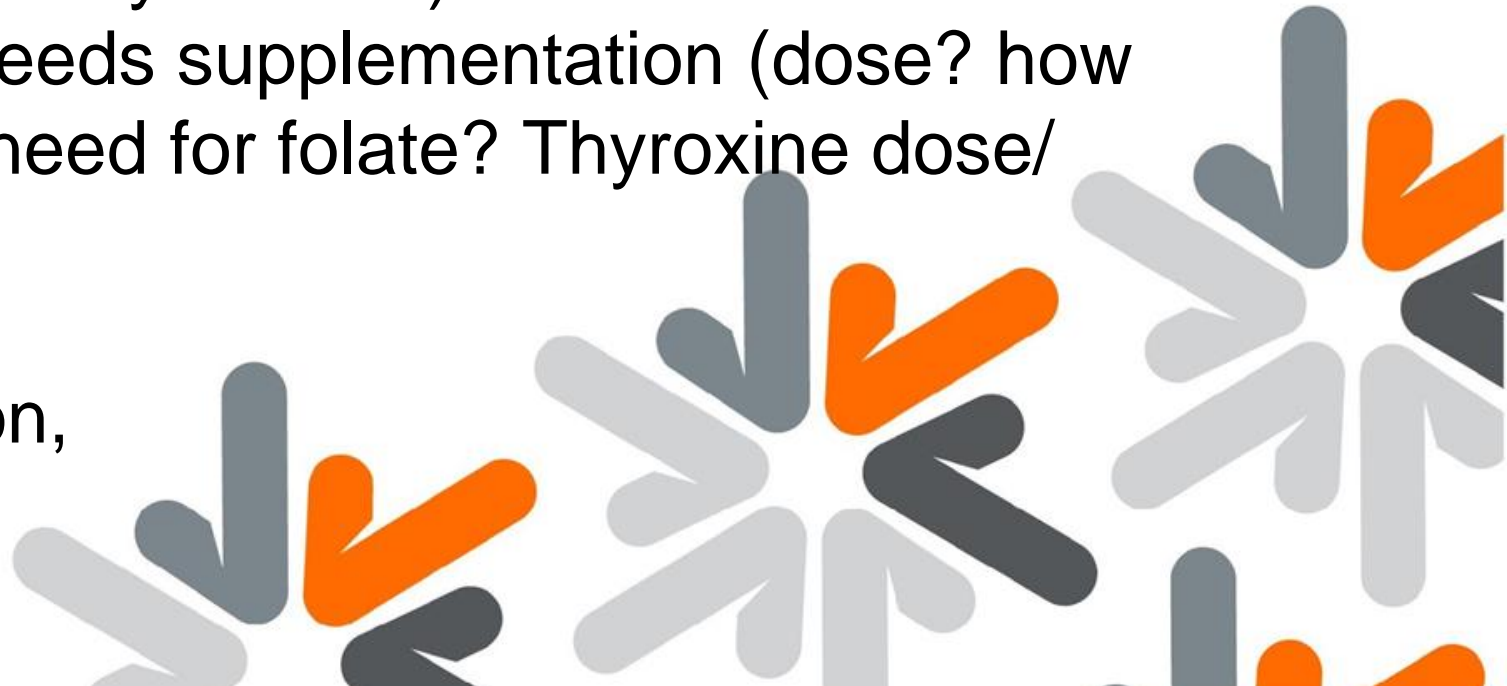 eeds supplementation (dose? how
need for folate? Thyroxine dose/
on,